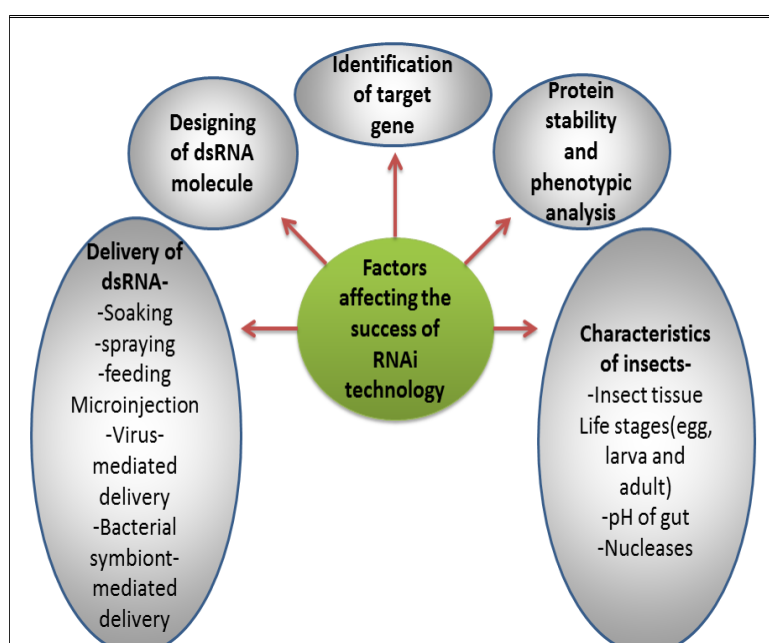 Identification
of target
gene
Designing
of dsRNA
molecule
Protein
stability
and
phenotypic
analysis
Delivery of
dsRNA-
-Soaking
-spraying
-feeding
Microinjection
-Virus-
mediated
delivery
-Bacterial
symbiont-
mediated
delivery
Factors
affecting the
success of
RNAi
technology
Characteristics
of insects-
-Insect tissue
Life stages(egg,
larva and
adult)
-pH of gut
-Nucleases